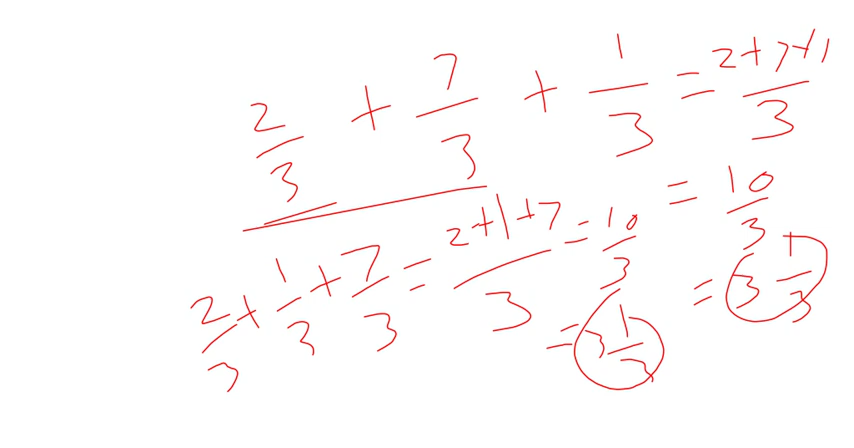 2/3 + 7/3 + 1/3 = (2+7+1)/3
= 10/3
= 3 1/3
2/3 + 1/3 + 7/3 = (2+1+7)/3 = 10/3
= 3 1/3